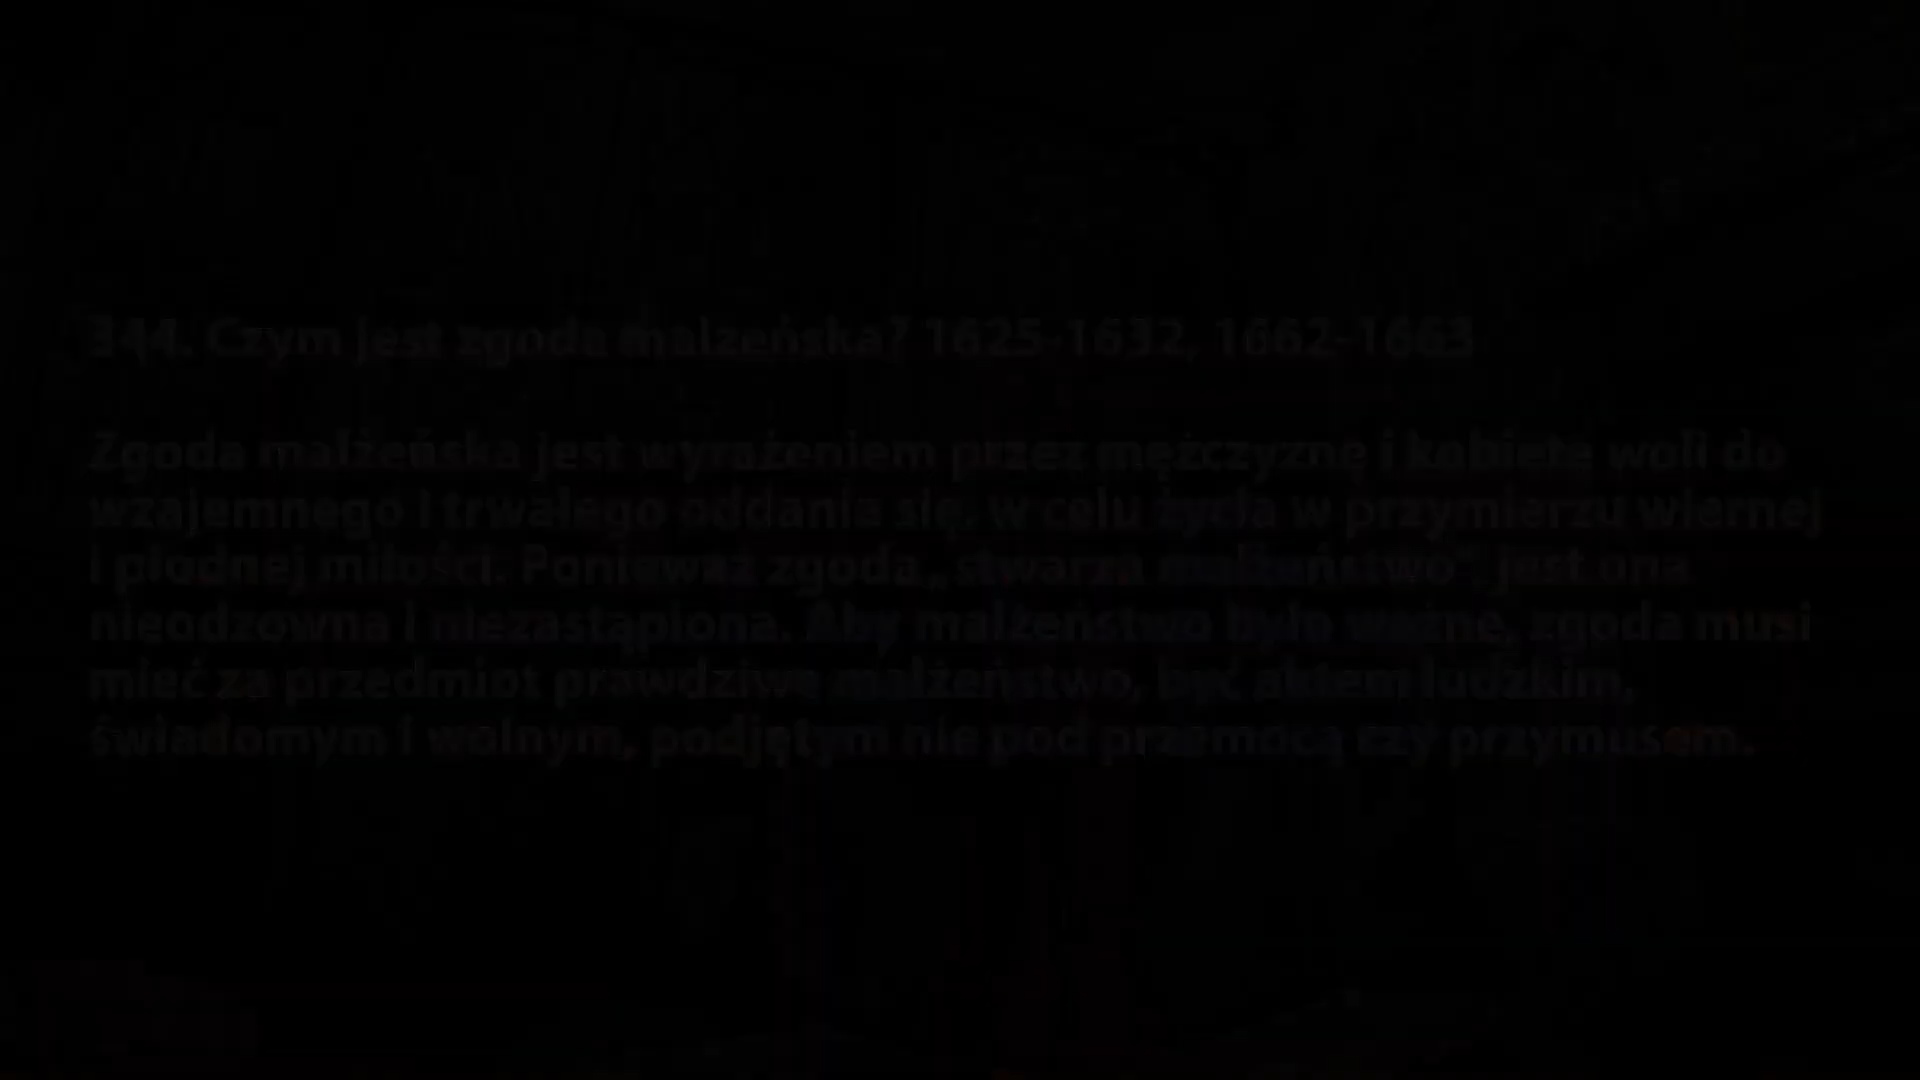 344. Czym jest zgoda malżeńska? 1625-1632, 1662-1663
Zgoda małżeńska jest wyrażeniem przez mężczyznę i kobietę woli do
wzajemnego i trwałego oddania się, w celu życia w przymierzu wiernej
i płodnej miłości. Ponieważ zgoda „stwarza małżeństwo”, jest ona
nieodzowna i niezastąpiona. Aby małżeństwo było ważne, zgoda musi
mieć za przedmiot prawdziwe małżeństwo, być aktem ludzkim,
świadomym i wolnym, podjętym nie pod przemocą czy przymusem.